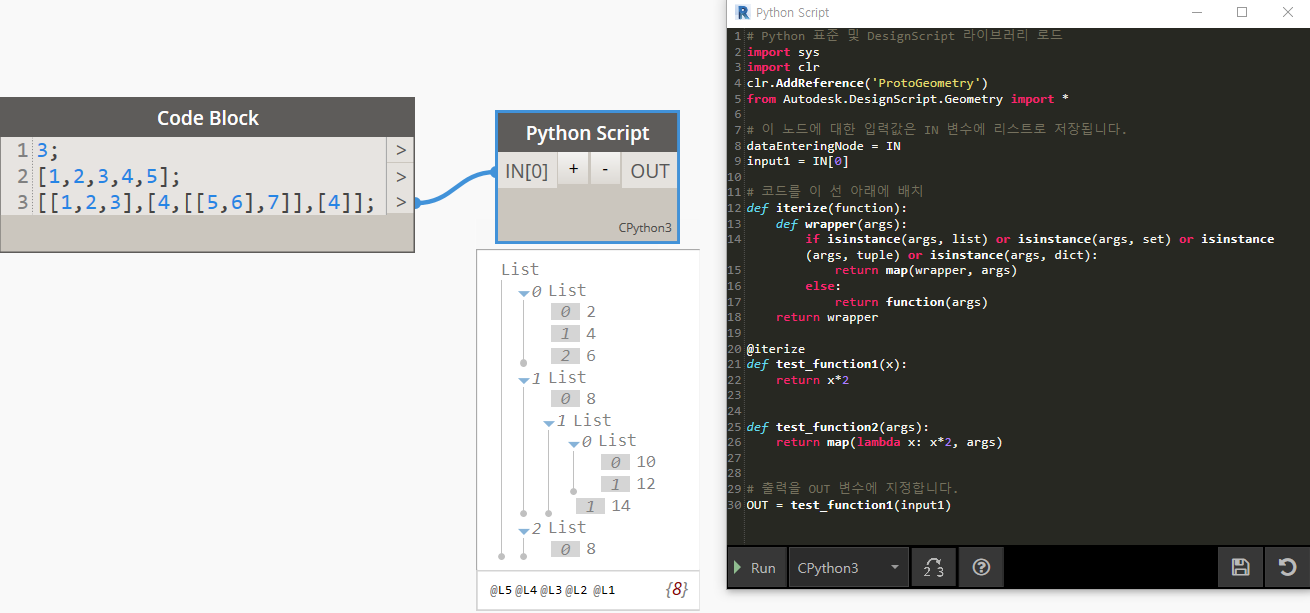 Code Block
1 3; >
2 [1,2,3,4,5]; >
3 [[1,2,3],[4,[[5,6],7]],[4]]; >
Python Script
IN[0] + - OUT
CPython3
List
0 List
0 2
1 4
2 6
1 List
0 8
1 List
0 List
0 10
1 12
1 14
2 List
0 8
@L5 @L4 @L3 @L2 @L1 {8}
R Python Script
1 # Python 표준 및 DesignScript 라이브러리 로드
2 import sys
3 import clr
4 clr.AddReference('ProtoGeometry')
5 from Autodesk.DesignScript.Geometry import *
6
7 # 이 노드에 대한 입력값은 IN 변수에 리스트로 저장됩니다.
8 dataEnteringNode = IN
9 input1 = IN[0]
10
11 # 코드를 이 선 아래에 배치
12 def iterize(function):
13     def wrapper(args):
14         if isinstance(args, list) or isinstance(args, set) or isinstance
(args, tuple) or isinstance(args, dict):
15             return map(wrapper, args)
16         else:
17             return function(args)
18     return wrapper
19
20 @iterize
21 def test_function1(x):
22     return x*2
23
24
25 def test_function2(args):
26     return map(lambda x: x*2, args)
27
28
29 # 출력을 OUT 변수에 지정합니다.
30 OUT = test_function1(input1)
Run CPython3 2 3 ?